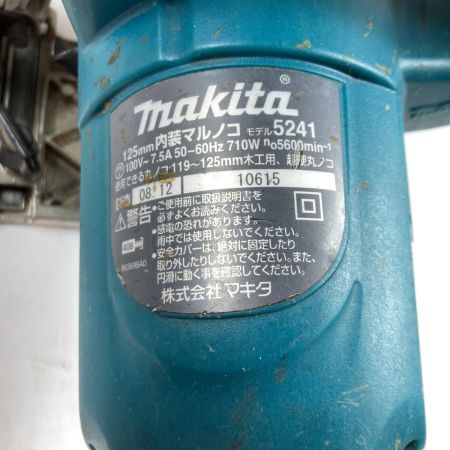 makita®
125mm 内装マルノコ モデル 5241
100V~7.5A 50-60Hz 710W n₀5600min⁻¹
使用できる丸ノコ:119~125mm木工用、超硬丸ノコ
08 12 10615
⚠警告
・ご使用前に取扱説明書を
必ずよくお読みください。
・感電の恐れがあります。
雨中では使用しないでください。
・安全カバーは、絶対に固定したり
取り外したりしないでください。また、
円滑に動く事を確認してください。
株式会社 マキタ